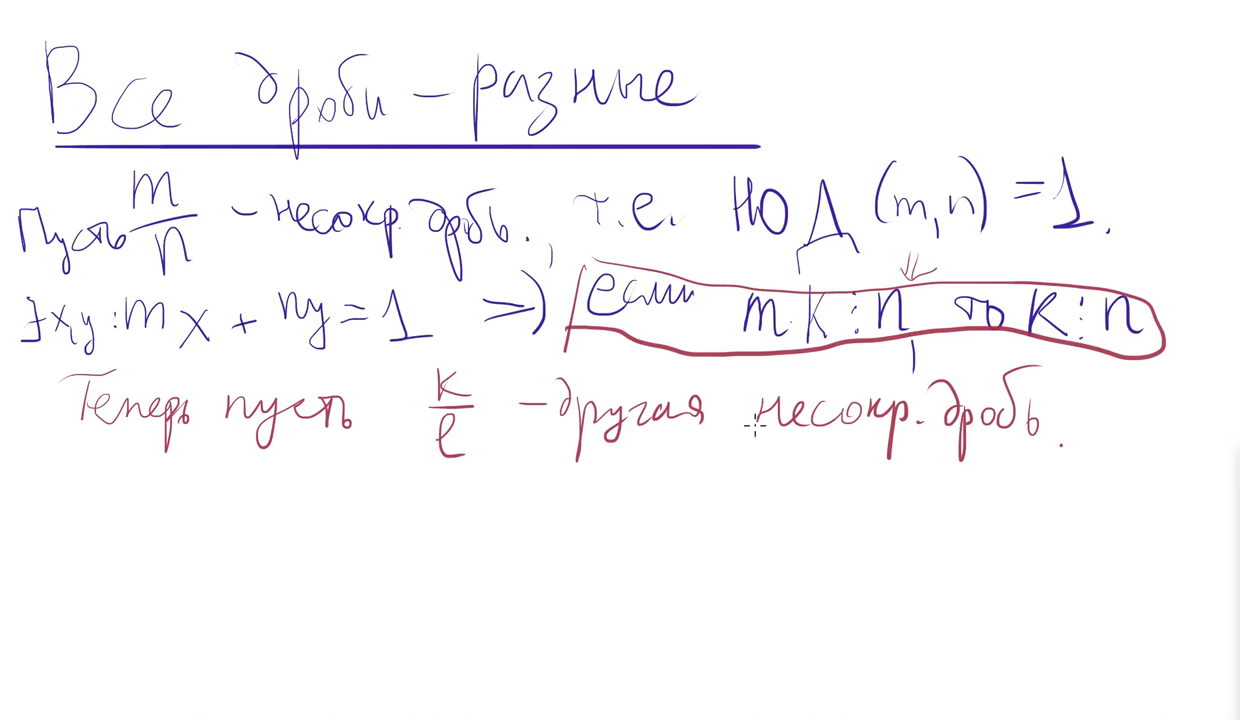 Все дроби – разные
Пусть m/n – несокр. дробь, т.е. НОД (m,n) = 1.
∃x,y : mx + ny = 1 ⇒) если m·k ⋮ n то k ⋮ n
Теперь пусть k/l – другая несокр. дробь.